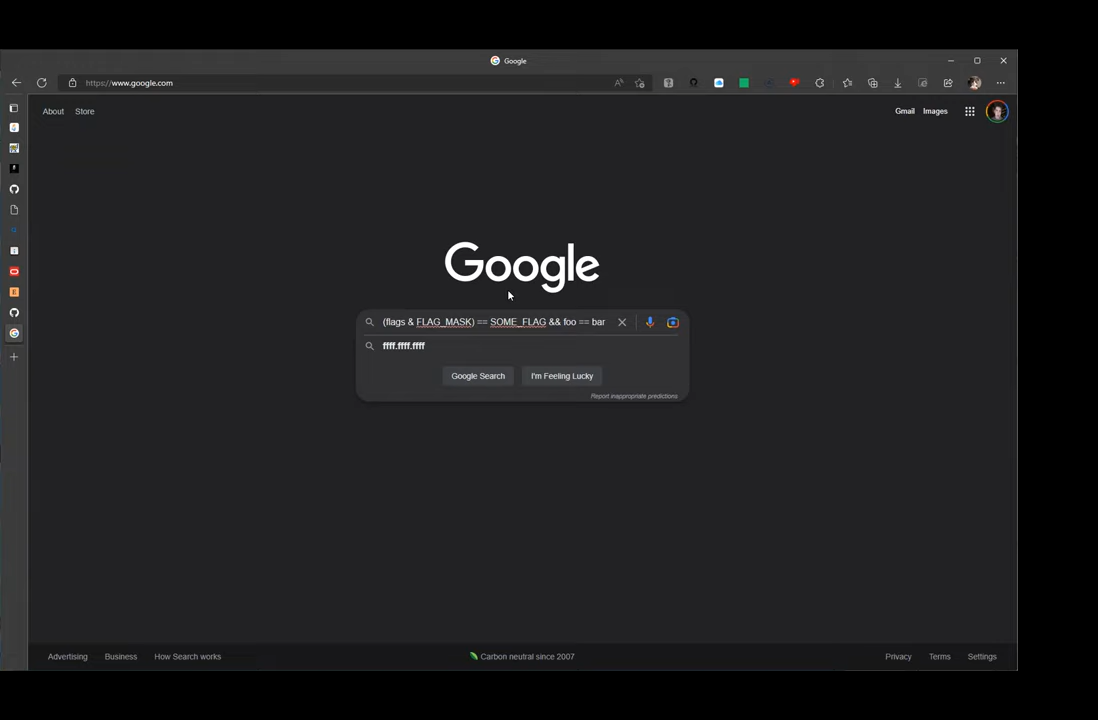 Google
https://www.google.com
About Store
Gmail Images
Google
(flags & FLAG_MASK) == SOME_FLAG && foo == bar
ffff.ffff.ffff
Google Search I'm Feeling Lucky
Report inappropriate predictions
Advertising Business How Search works
Carbon neutral since 2007
Privacy Terms Settings